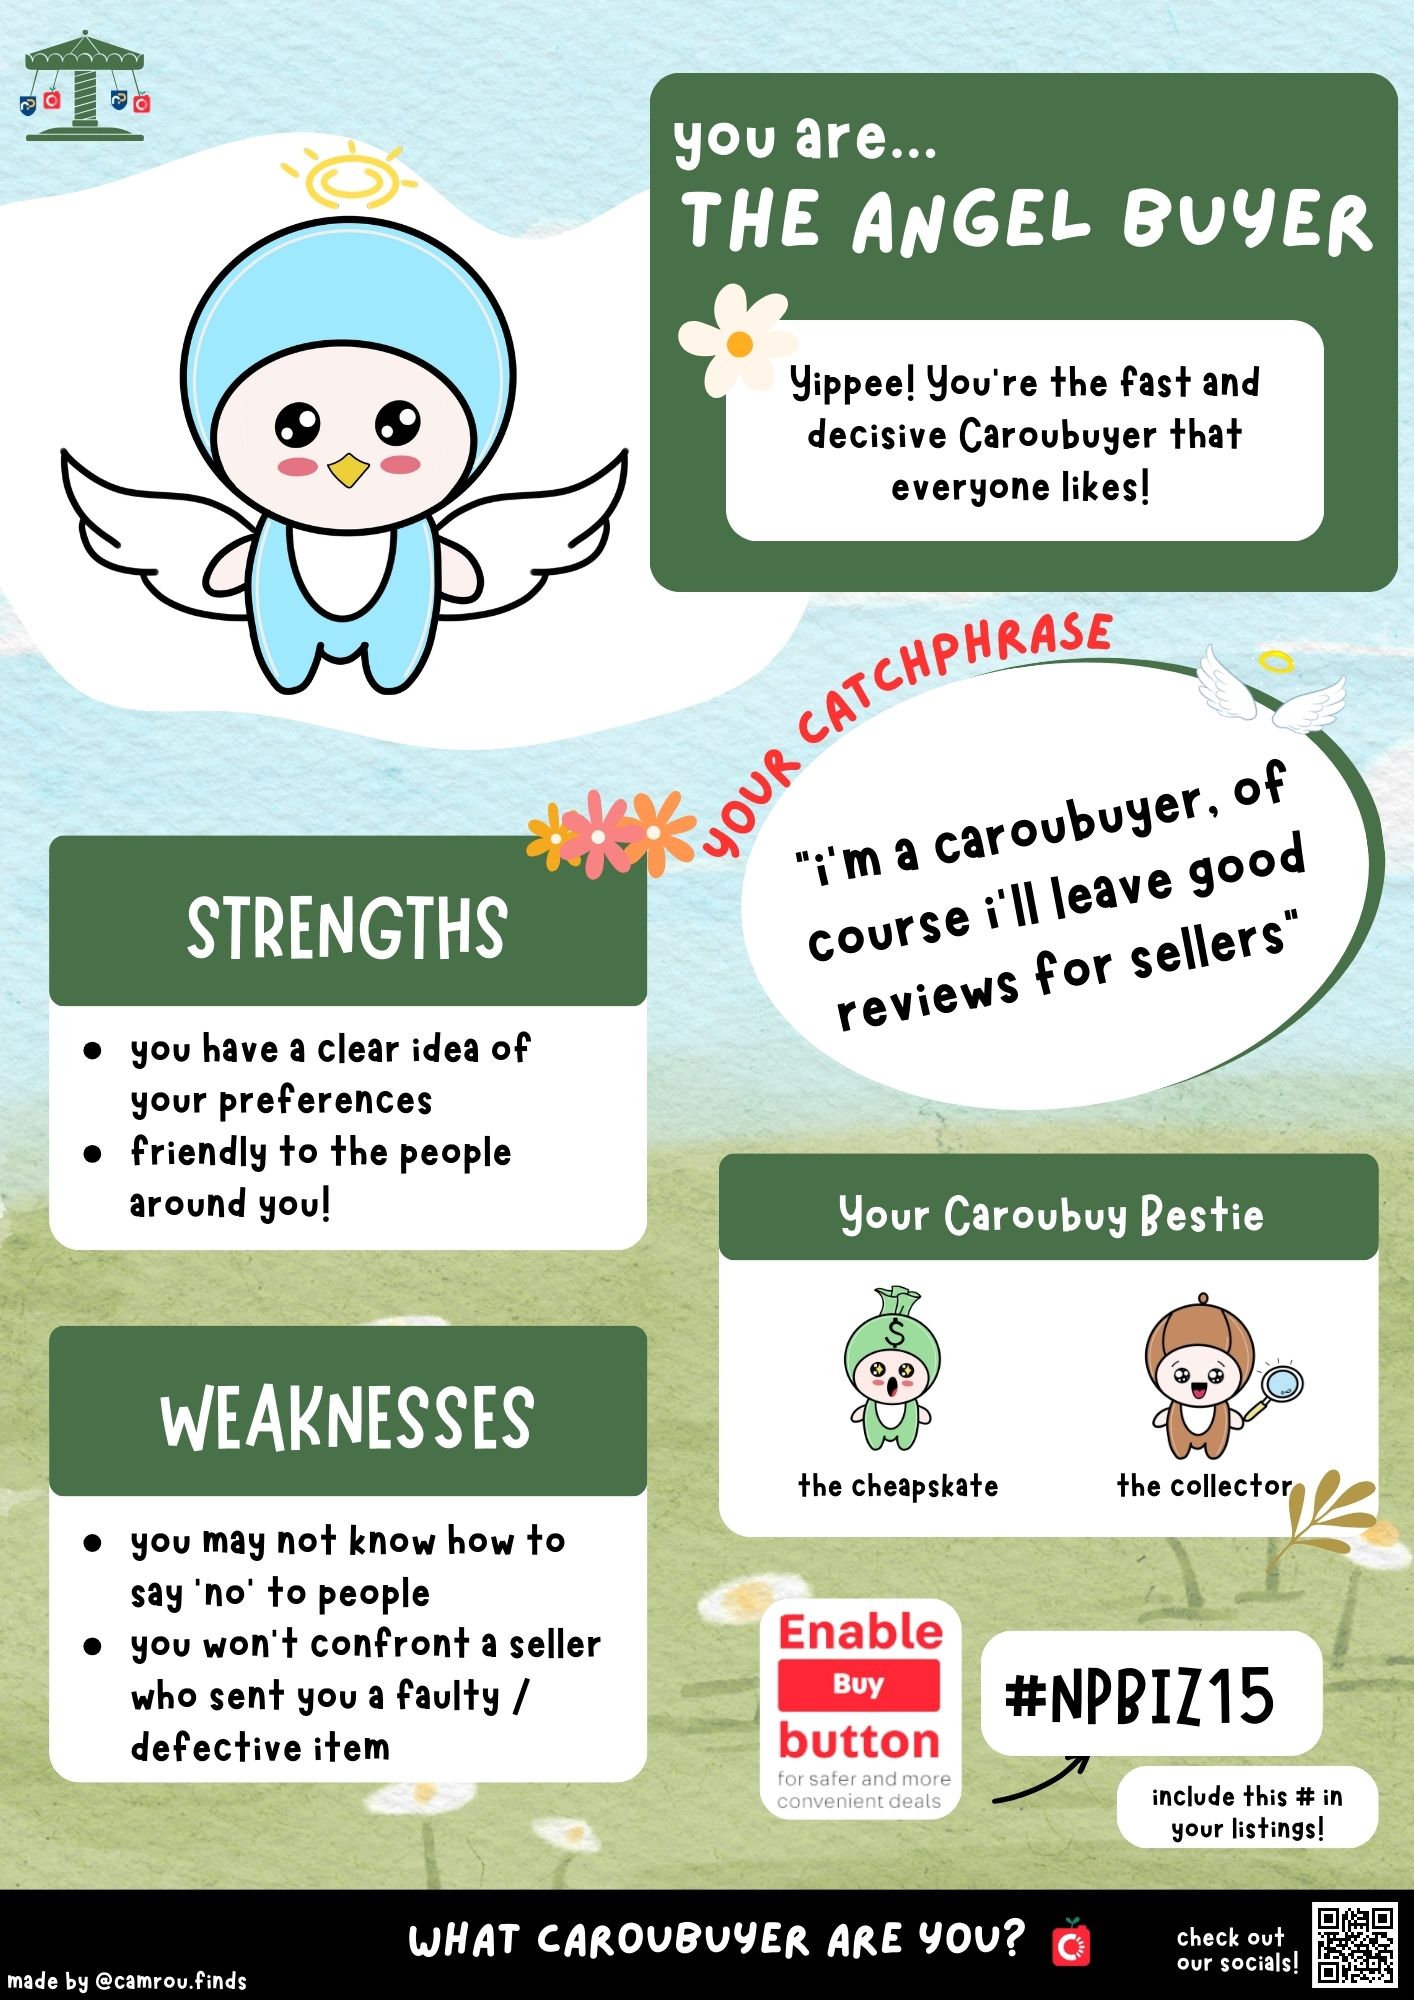 you are...
THE ANGEL BUYER
Yippee! You're the fast and
decisive Caroubuyer that
everyone likes!
YOUR CATCHPHRASE
"i'm a caroubuyer, of
course i'll leave good
reviews for sellers"
STRENGTHS
• you have a clear idea of
your preferences
• friendly to the people
around you!
WEAKNESSES
• you may not know how to
say 'no' to people
• you won't confront a seller
who sent you a faulty /
defective item
Your Caroubuy Bestie
$
the cheapskate
the collector
Enable
Buy
button
for safer and more
convenient deals
#NPBIZ15
include this # in
your listings!
WHAT CAROUBUYER ARE YOU?
check out
our socials!
made by @camrou.finds